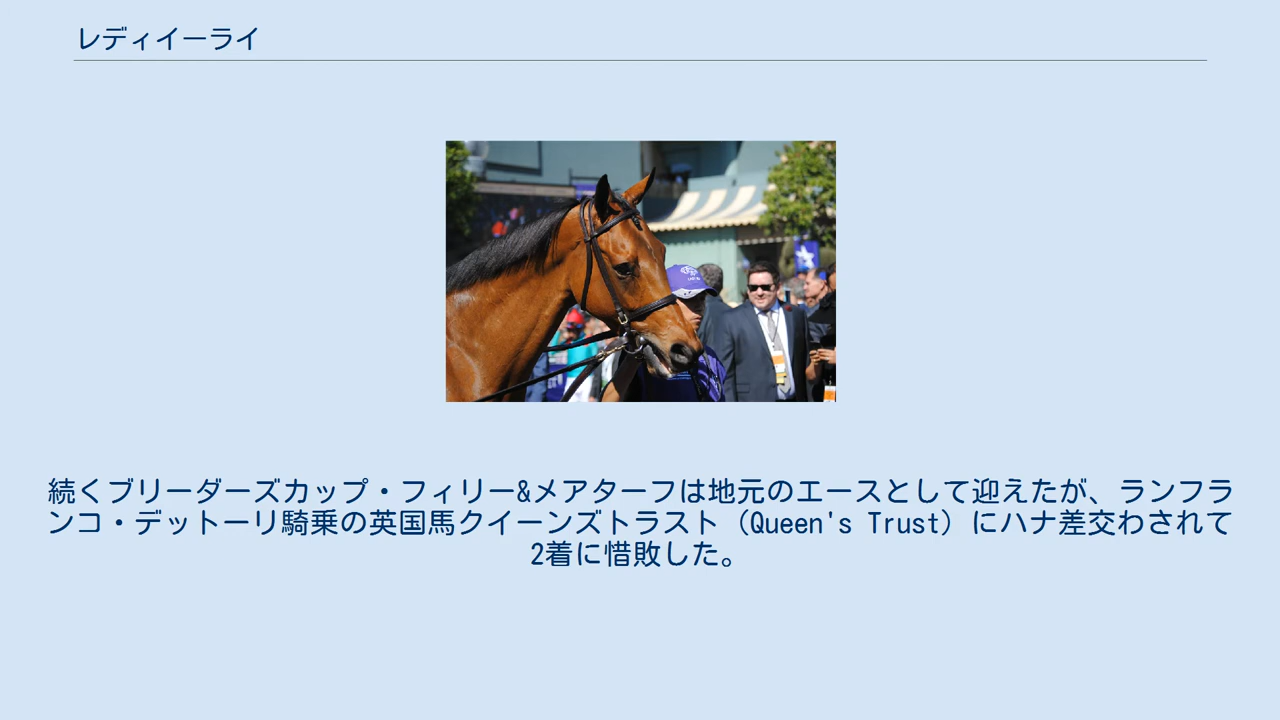 レディイーライ
続くブリーダーズカップ・フィリー&メアターフは地元のエースとして迎えたが、ランフラ
ンコ・デットーリ騎乗の英国馬クイーンズトラスト（Queen's Trust）にハナ差交わされて
2着に惜敗した。